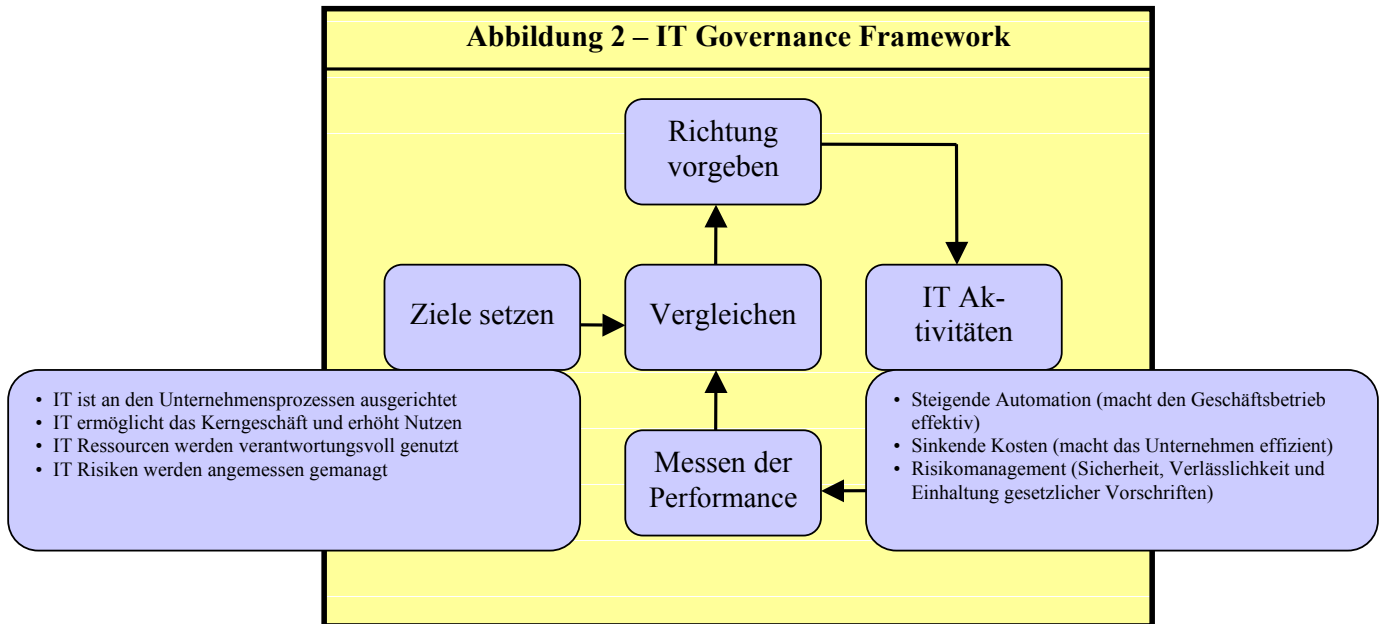 Abbildung 2 – IT Governance Framework
Richtung
vorgeben
Ziele setzen
Vergleichen
IT Ak-
tivitäten
• IT ist an den Unternehmensprozessen ausgerichtet
• IT ermöglicht das Kerngeschäft und erhöht Nutzen
• IT Ressourcen werden verantwortungsvoll genutzt
• IT Risiken werden angemessen gemanagt
Messen der
Performance
• Steigende Automation (macht den Geschäftsbetrieb
effektiv)
• Sinkende Kosten (macht das Unternehmen effizient)
• Risikomanagement (Sicherheit, Verlässlichkeit und
Einhaltung gesetzlicher Vorschriften)